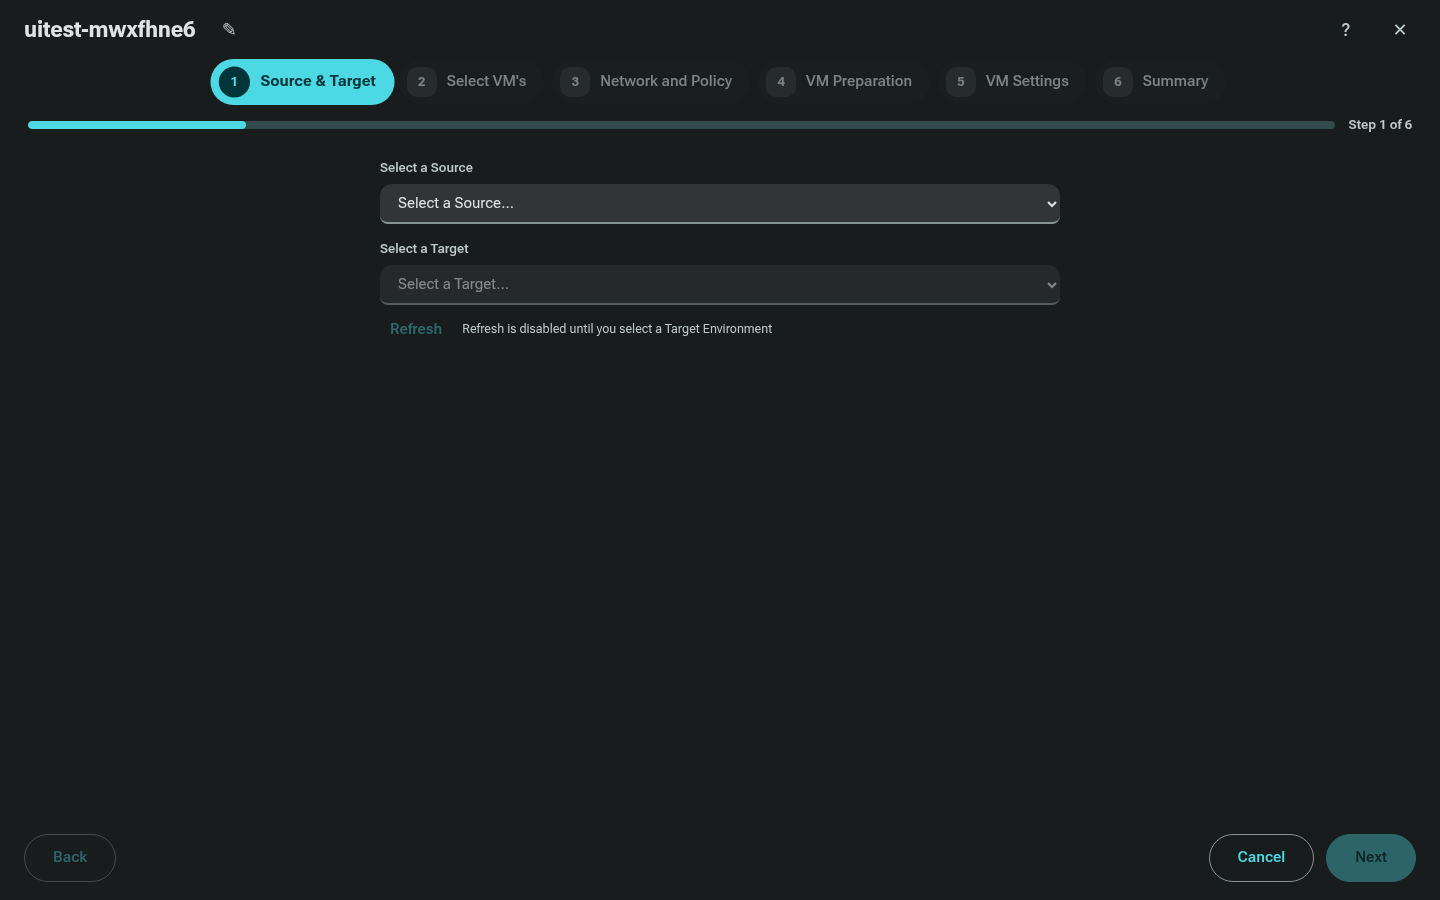 uitest-mwxfhne6 ✎ ? ✕
1 Source & Target 2 Select VM's 3 Network and Policy 4 VM Preparation 5 VM Settings 6 Summary
Step 1 of 6
Select a Source
Select a Source...
Select a Target
Select a Target...
Refresh Refresh is disabled until you select a Target Environment
Back Cancel Next